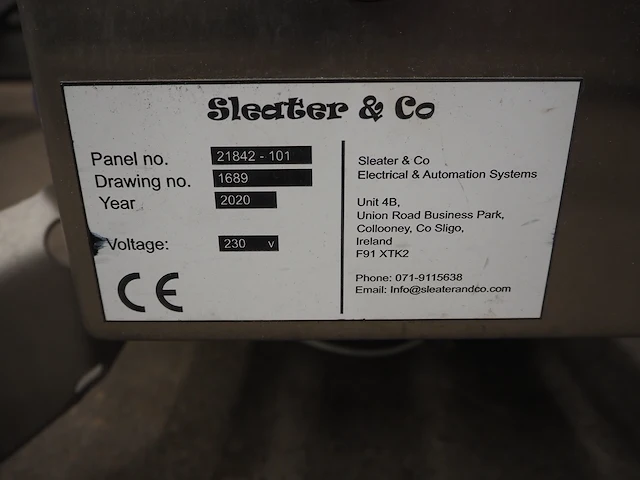 Sleater & Co
Panel no. 21842 - 101
Drawing no. 1689
Year 2020
Voltage: 230 v
CE
Sleater & Co
Electrical & Automation Systems
Unit 4B,
Union Road Business Park,
Collooney, Co Sligo,
Ireland
F91 XTK2
Phone: 071-9115638
Email: Info@sleaterandco.com